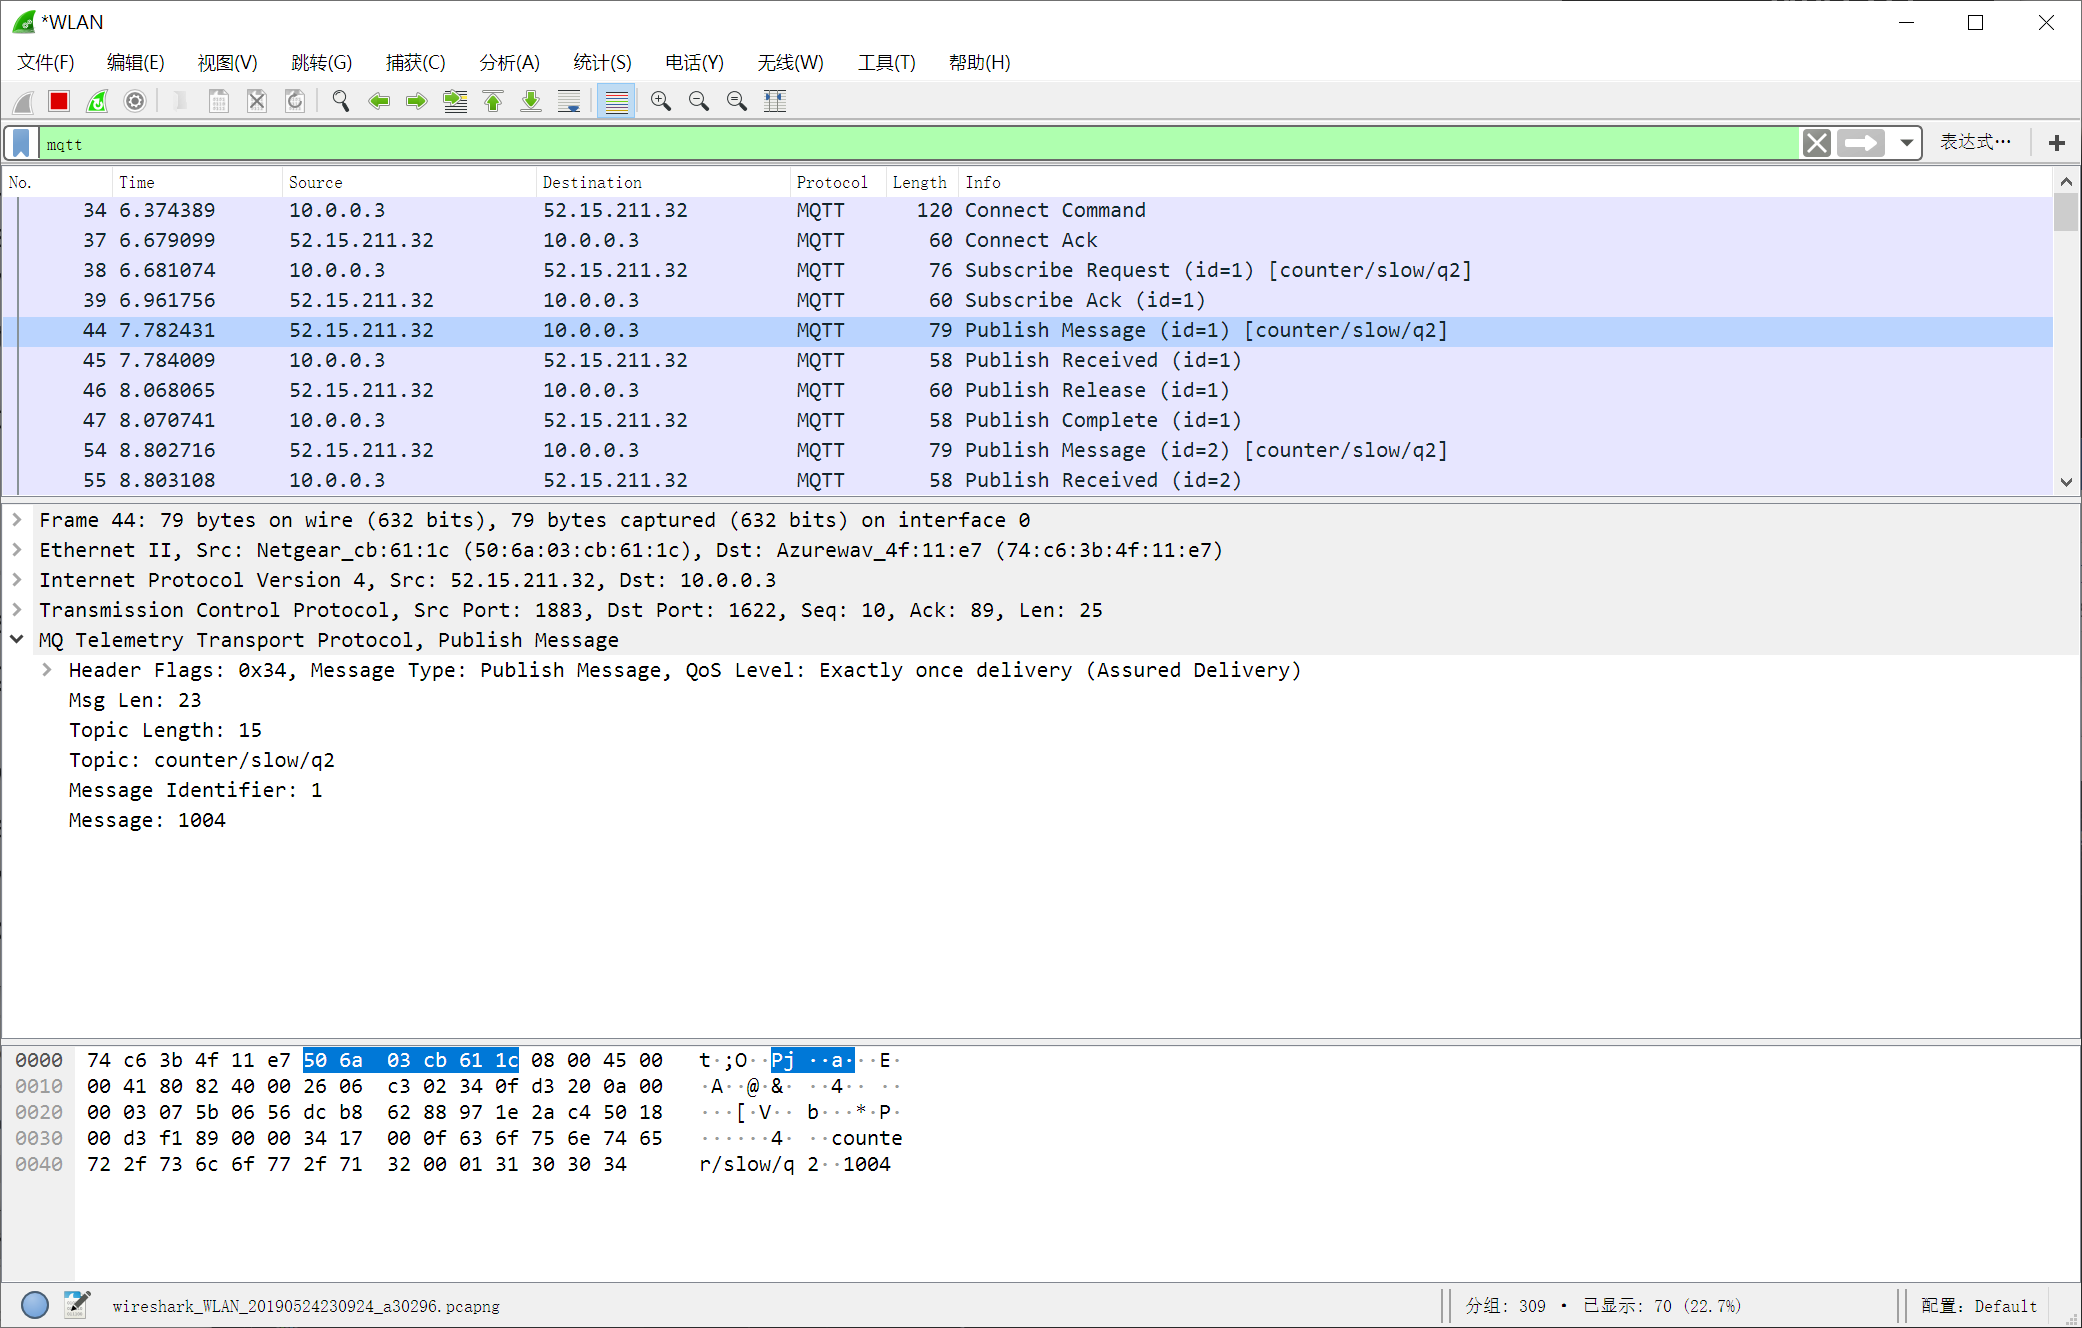 *WLAN
文件(F) 编辑(E) 视图(V) 跳转(G) 捕获(C) 分析(A) 统计(S) 电话(Y) 无线(W) 工具(T) 帮助(H)
mqtt 表达式…
No. Time Source Destination Protocol Length Info
34 6.374389 10.0.0.3 52.15.211.32 MQTT 120 Connect Command
37 6.679099 52.15.211.32 10.0.0.3 MQTT 60 Connect Ack
38 6.681074 10.0.0.3 52.15.211.32 MQTT 76 Subscribe Request (id=1) [counter/slow/q2]
39 6.961756 52.15.211.32 10.0.0.3 MQTT 60 Subscribe Ack (id=1)
44 7.782431 52.15.211.32 10.0.0.3 MQTT 79 Publish Message (id=1) [counter/slow/q2]
45 7.784009 10.0.0.3 52.15.211.32 MQTT 58 Publish Received (id=1)
46 8.068065 52.15.211.32 10.0.0.3 MQTT 60 Publish Release (id=1)
47 8.070741 10.0.0.3 52.15.211.32 MQTT 58 Publish Complete (id=1)
54 8.802716 52.15.211.32 10.0.0.3 MQTT 79 Publish Message (id=2) [counter/slow/q2]
55 8.803108 10.0.0.3 52.15.211.32 MQTT 58 Publish Received (id=2)
Frame 44: 79 bytes on wire (632 bits), 79 bytes captured (632 bits) on interface 0
Ethernet II, Src: Netgear_cb:61:1c (50:6a:03:cb:61:1c), Dst: Azurewav_4f:11:e7 (74:c6:3b:4f:11:e7)
Internet Protocol Version 4, Src: 52.15.211.32, Dst: 10.0.0.3
Transmission Control Protocol, Src Port: 1883, Dst Port: 1622, Seq: 10, Ack: 89, Len: 25
MQ Telemetry Transport Protocol, Publish Message
Header Flags: 0x34, Message Type: Publish Message, QoS Level: Exactly once delivery (Assured Delivery)
Msg Len: 23
Topic Length: 15
Topic: counter/slow/q2
Message Identifier: 1
Message: 1004
0000 74 c6 3b 4f 11 e7 50 6a 03 cb 61 1c 08 00 45 00 t·;O··Pj ··a···E·
0010 00 41 80 82 40 00 26 06 c3 02 34 0f d3 20 0a 00 ·A··@·&· ··4·· ··
0020 00 03 07 5b 06 56 dc b8 62 88 97 1e 2a c4 50 18 ···[·V·· b···*·P·
0030 00 d3 f1 89 00 00 34 17 00 0f 63 6f 75 6e 74 65 ······4· ··counte
0040 72 2f 73 6c 6f 77 2f 71 32 00 01 31 30 30 34 r/slow/q 2··1004
wireshark_WLAN_20190524230924_a30296.pcapng 分组: 309 · 已显示: 70 (22.7%) 配置: Default